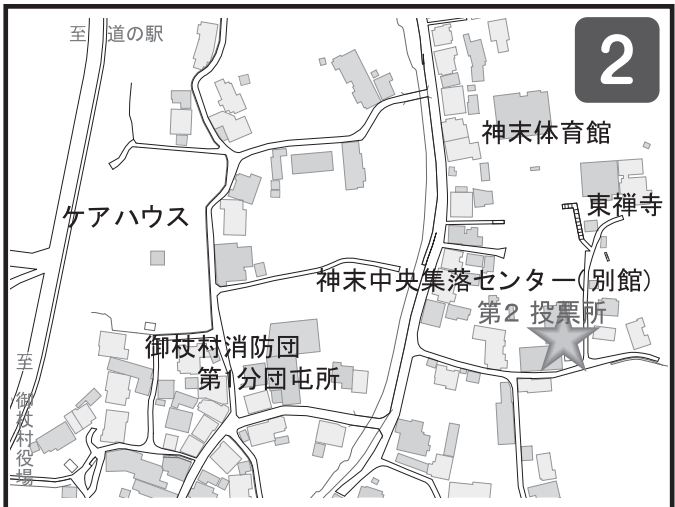 至 道の駅
2
神末体育館
東禅寺
ケアハウス
神末中央集落センター(別館)
第2 投票所
御杖村消防団
第1分団屯所
至 御杖村役場